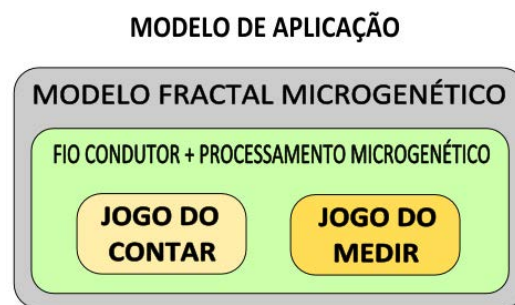 MODELO DE APLICAÇÃO
MODELO FRACTAL MICROGENÉTICO
FIO CONDUTOR + PROCESSAMENTO MICROGENÉTICO
JOGO DO
CONTAR
JOGO DO
MEDIR